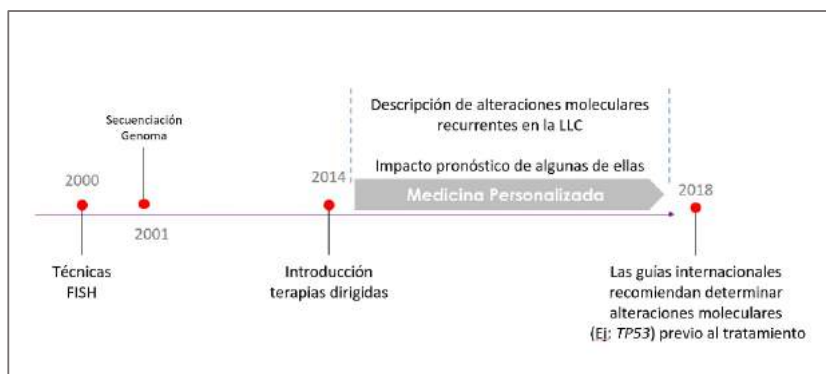 Secuenciación
Genoma
2000
2001
Técnicas
FISH
2014
Introducción
terapias dirigidas
Descripción de alteraciones moleculares
recurrentes en la LLC
Impacto pronóstico de algunas de ellas
Medicina Personalizada
2018
Las guías internacionales
recomiendan determinar
alteraciones moleculares
(Ej: TP53) previo al tratamiento